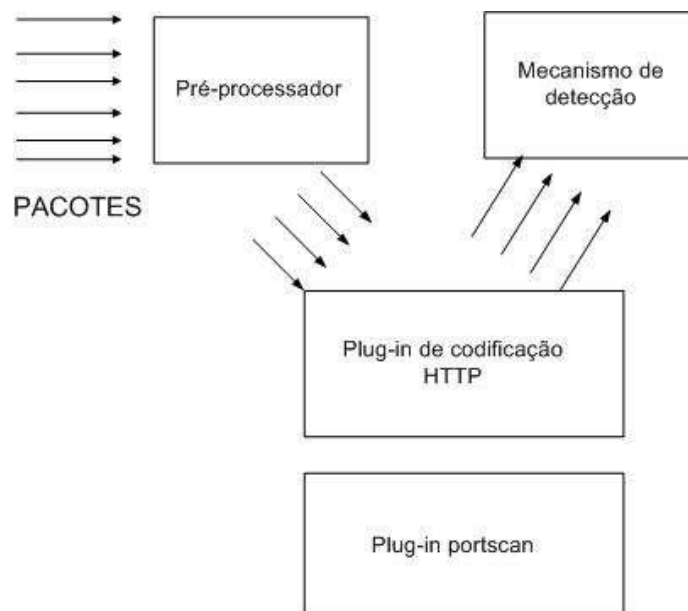 Pré-processador
Mecanismo de
detecção
PACOTES
Plug-in de codificação
HTTP
Plug-in portscan